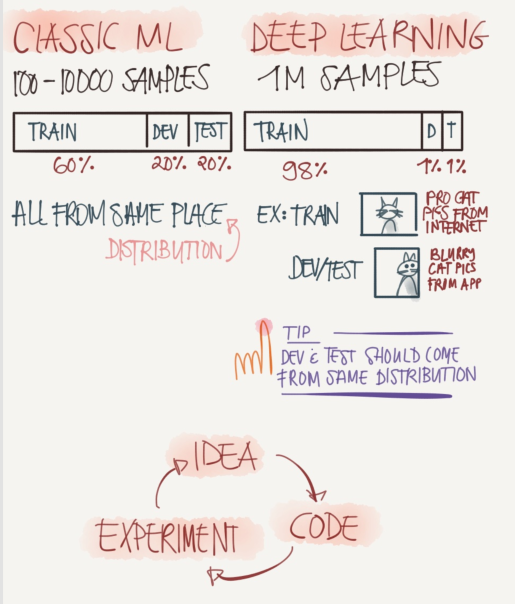 CLASSIC ML
100-10000 SAMPLES
TRAIN DEV TEST
60% 20% 20%
ALL FROM SAME PLACE
DISTRIBUTION
DEEP LEARNING
1M SAMPLES
TRAIN D T
98% 1% 1%
EX: TRAIN
PRO CAT
PICS FROM
INTERNET
DEV/TEST
BLURRY
CAT PICS
FROM APP
TIP
DEV & TEST SHOULD COME
FROM SAME DISTRIBUTION
IDEA
CODE
EXPERIMENT